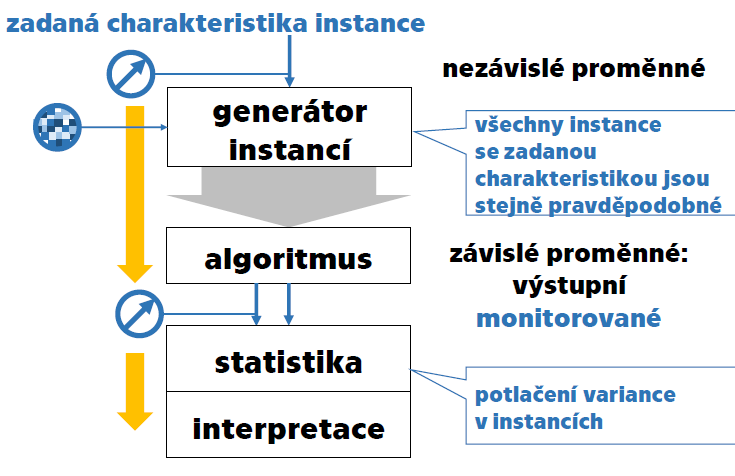 zadaná charakteristika instance
nezávislé proměnné
generátor
instancí
všechny instance
se zadanou
charakteristikou jsou
stejně pravděpodobné
algoritmus
závislé proměnné:
výstupní
monitorované
statistika
interpretace
potlačení variance
v instancích